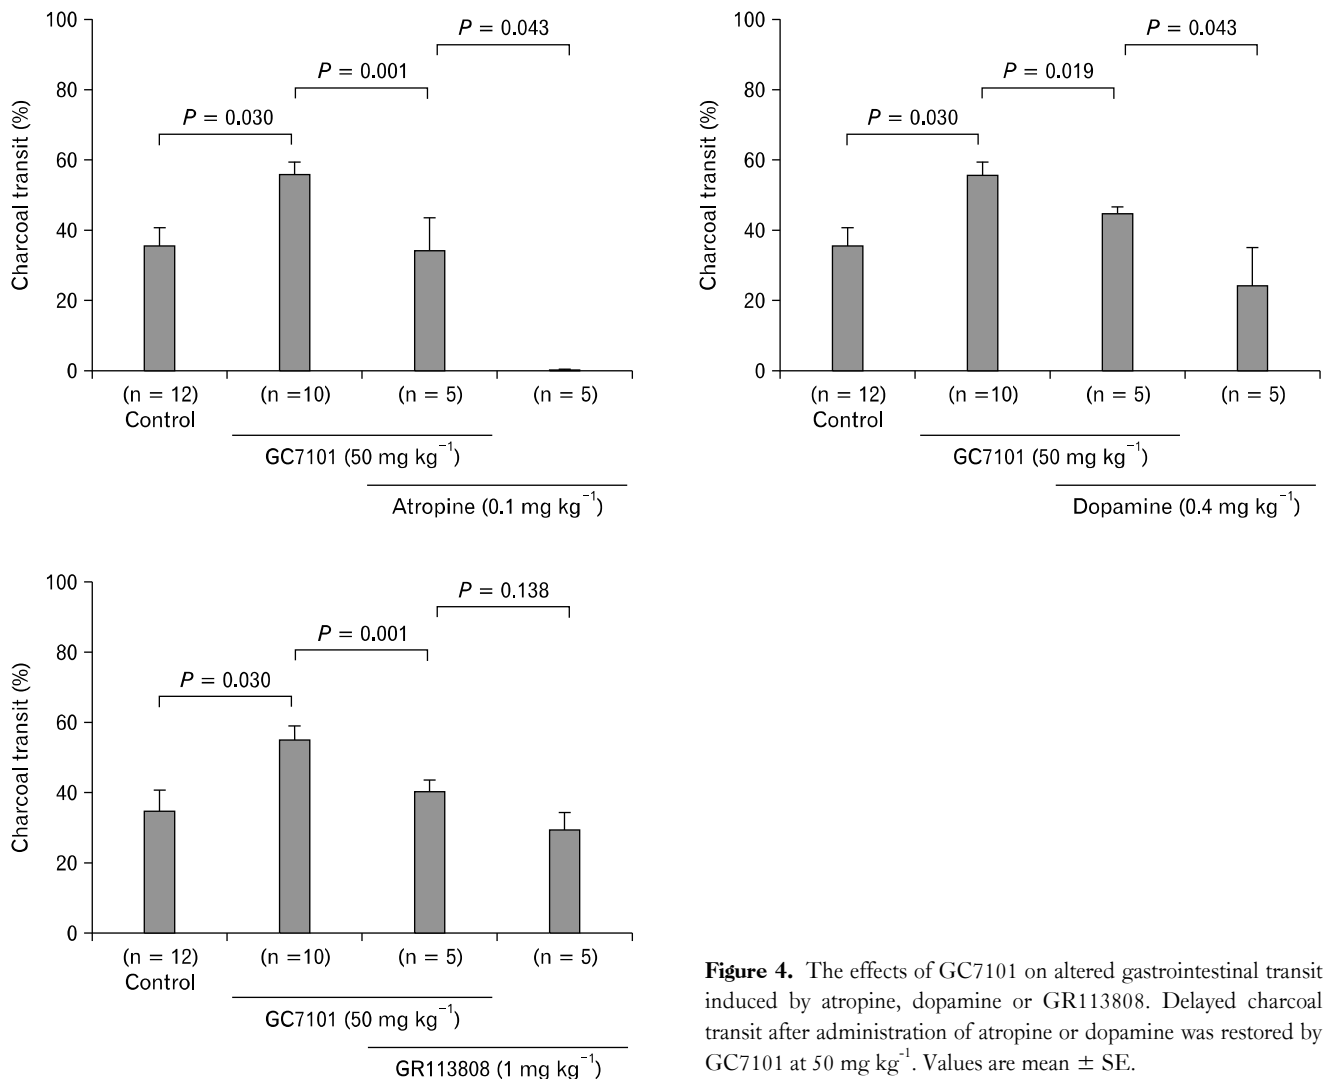 100
80
60
40
20
0
Charcoal transit (%)
P = 0.043
P = 0.001
P = 0.030
(n = 12)
(n =10)
(n = 5)
(n = 5)
Control
GC7101 (50 mg kg⁻¹)
Atropine (0.1 mg kg⁻¹)
100
80
60
40
20
0
Charcoal transit (%)
P = 0.043
P = 0.019
P = 0.030
(n = 12)
(n =10)
(n = 5)
(n = 5)
Control
GC7101 (50 mg kg⁻¹)
Dopamine (0.4 mg kg⁻¹)
100
80
60
40
20
0
Charcoal transit (%)
P = 0.138
P = 0.001
P = 0.030
(n = 12)
(n =10)
(n = 5)
(n = 5)
Control
GC7101 (50 mg kg⁻¹)
GR113808 (1 mg kg⁻¹)
Figure 4. The effects of GC7101 on altered gastrointestinal transit
induced by atropine, dopamine or GR113808. Delayed charcoal
transit after administration of atropine or dopamine was restored by
GC7101 at 50 mg kg⁻¹. Values are mean ± SE.